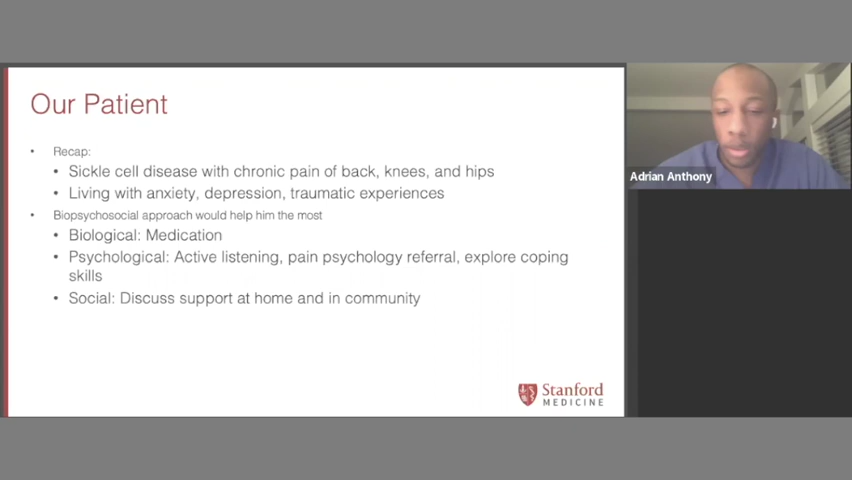 Our Patient
• Recap:
• Sickle cell disease with chronic pain of back, knees, and hips
• Living with anxiety, depression, traumatic experiences
• Biopsychosocial approach would help him the most
• Biological: Medication
• Psychological: Active listening, pain psychology referral, explore coping
skills
• Social: Discuss support at home and in community
Stanford
MEDICINE
Adrian Anthony